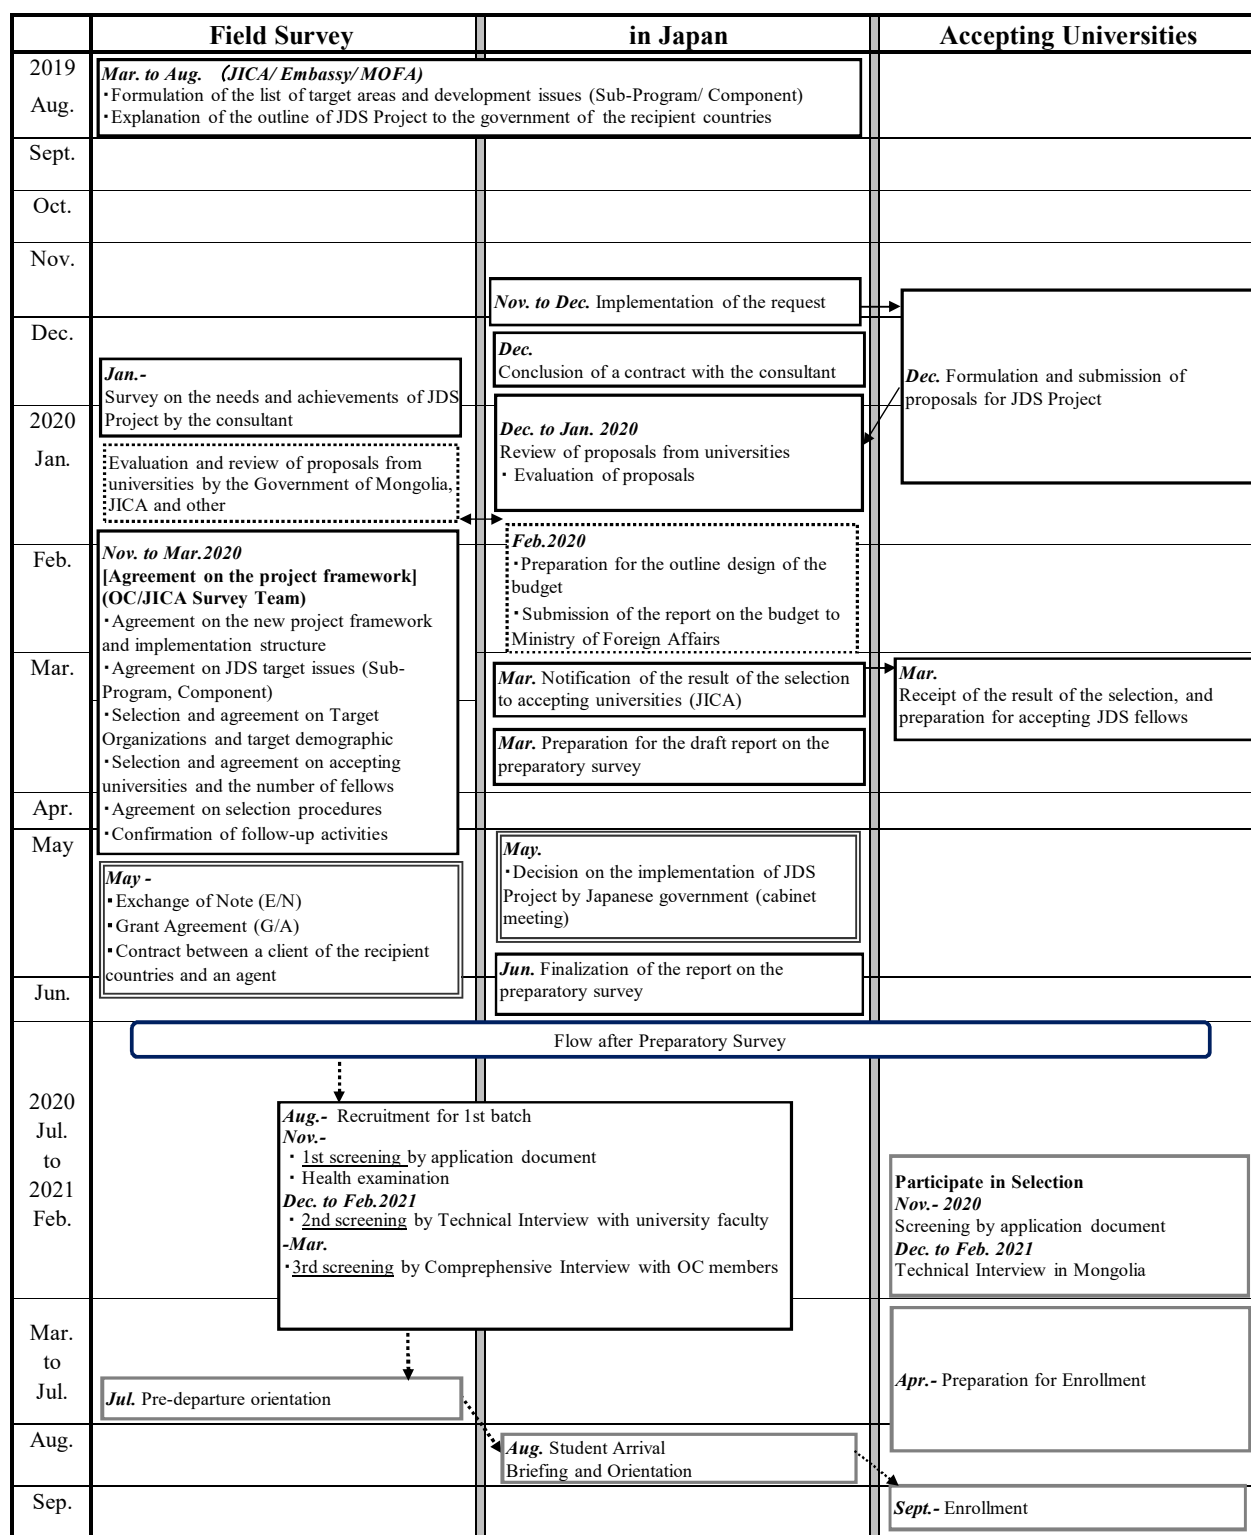 Field Survey
in Japan
Accepting Universities
2019
Aug.
Mar. to Aug. （JICA/ Embassy/ MOFA)
・Formulation of the list of target areas and development issues (Sub-Program/ Component)
・Explanation of the outline of JDS Project to the government of the recipient countries
Sept.
Oct.
Nov.
Nov. to Dec. Implementation of the request
Dec.
Dec.
Conclusion of a contract with the consultant
Dec. Formulation and submission of
proposals for JDS Project
Jan.-
Survey on the needs and achievements of JDS
Project by the consultant
2020
Jan.
Dec. to Jan. 2020
Review of proposals from universities
・Evaluation of proposals
Evaluation and review of proposals from
universities by the Government of Mongolia,
JICA and other
Feb.
Nov. to Mar.2020
[Agreement on the project framework]
(OC/JICA Survey Team)
・Agreement on the new project framework
and implementation structure
・Agreement on JDS target issues (Sub-
Program, Component)
・Selection and agreement on Target
Organizations and target demographic
・Selection and agreement on accepting
universities and the number of fellows
・Agreement on selection procedures
・Confirmation of follow-up activities
Feb.2020
・Preparation for the outline design of the
budget
・Submission of the report on the budget to
Ministry of Foreign Affairs
Mar.
Mar. Notification of the result of the selection
to accepting universities (JICA)
Mar.
Receipt of the result of the selection, and
preparation for accepting JDS fellows
Mar. Preparation for the draft report on the
preparatory survey
Apr.
May
May -
▪Exchange of Note (E/N)
▪Grant Agreement (G/A)
▪Contract between a client of the recipient
countries and an agent
May.
・Decision on the implementation of JDS
Project by Japanese government (cabinet
meeting)
Jun.
Jun. Finalization of the report on the
preparatory survey
Flow after Preparatory Survey
2020
Jul.
to
2021
Feb.
Aug.- Recruitment for 1st batch
Nov.-
・1st screening by application document
・Health examination
Dec. to Feb.2021
・2nd screening by Technical Interview with university faculty
-Mar.
・3rd screening by Comprephensive Interview with OC members
Participate in Selection
Nov.- 2020
Screening by application document
Dec. to Feb. 2021
Technical Interview in Mongolia
Mar.
to
Jul.
Jul. Pre-departure orientation
Apr.- Preparation for Enrollment
Aug.
Aug. Student Arrival
Briefing and Orientation
Sep.
Sept.- Enrollment